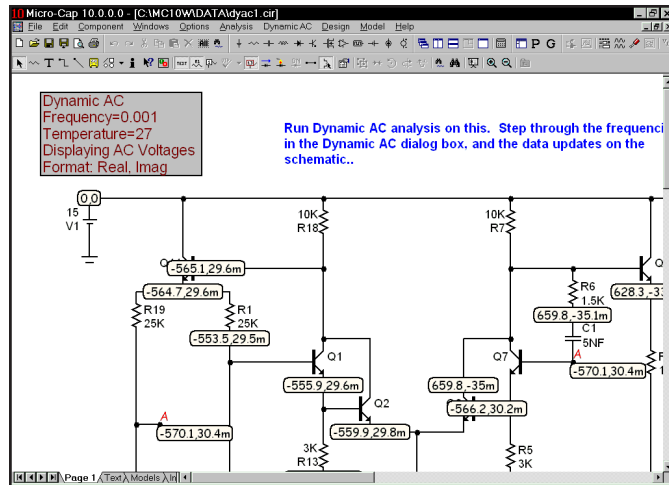 Micro-Cap 10.0.0.0 - [C:\MC10W\DATA\dyac1.cir]
File Edit Component Windows Options Analysis Dynamic AC Design Model Help
Dynamic AC
Frequency=0.001
Temperature=27
Displaying AC Voltages
Format: Real, Imag
Run Dynamic AC analysis on this. Step through the frequenci
in the Dynamic AC dialog box, and the data updates on the
schematic..
0,0
15
V1
10K
R18
10K
R7
-565.1,29.6m
-564.7,29.6m
R19
25K
R1
25K
-553.5,29.5m
R6
1.5K
628.3,-3
659.8,-35.1m
C1
5NF
Q1
Q7
A
-570.1,30.4m
-555.9,29.6m
659.8,-35m
Q2
-566.2,30.2m
A
-570.1,30.4m
-559.9,29.8m
3K
R13
R5
3K
Page 1 Text Models In